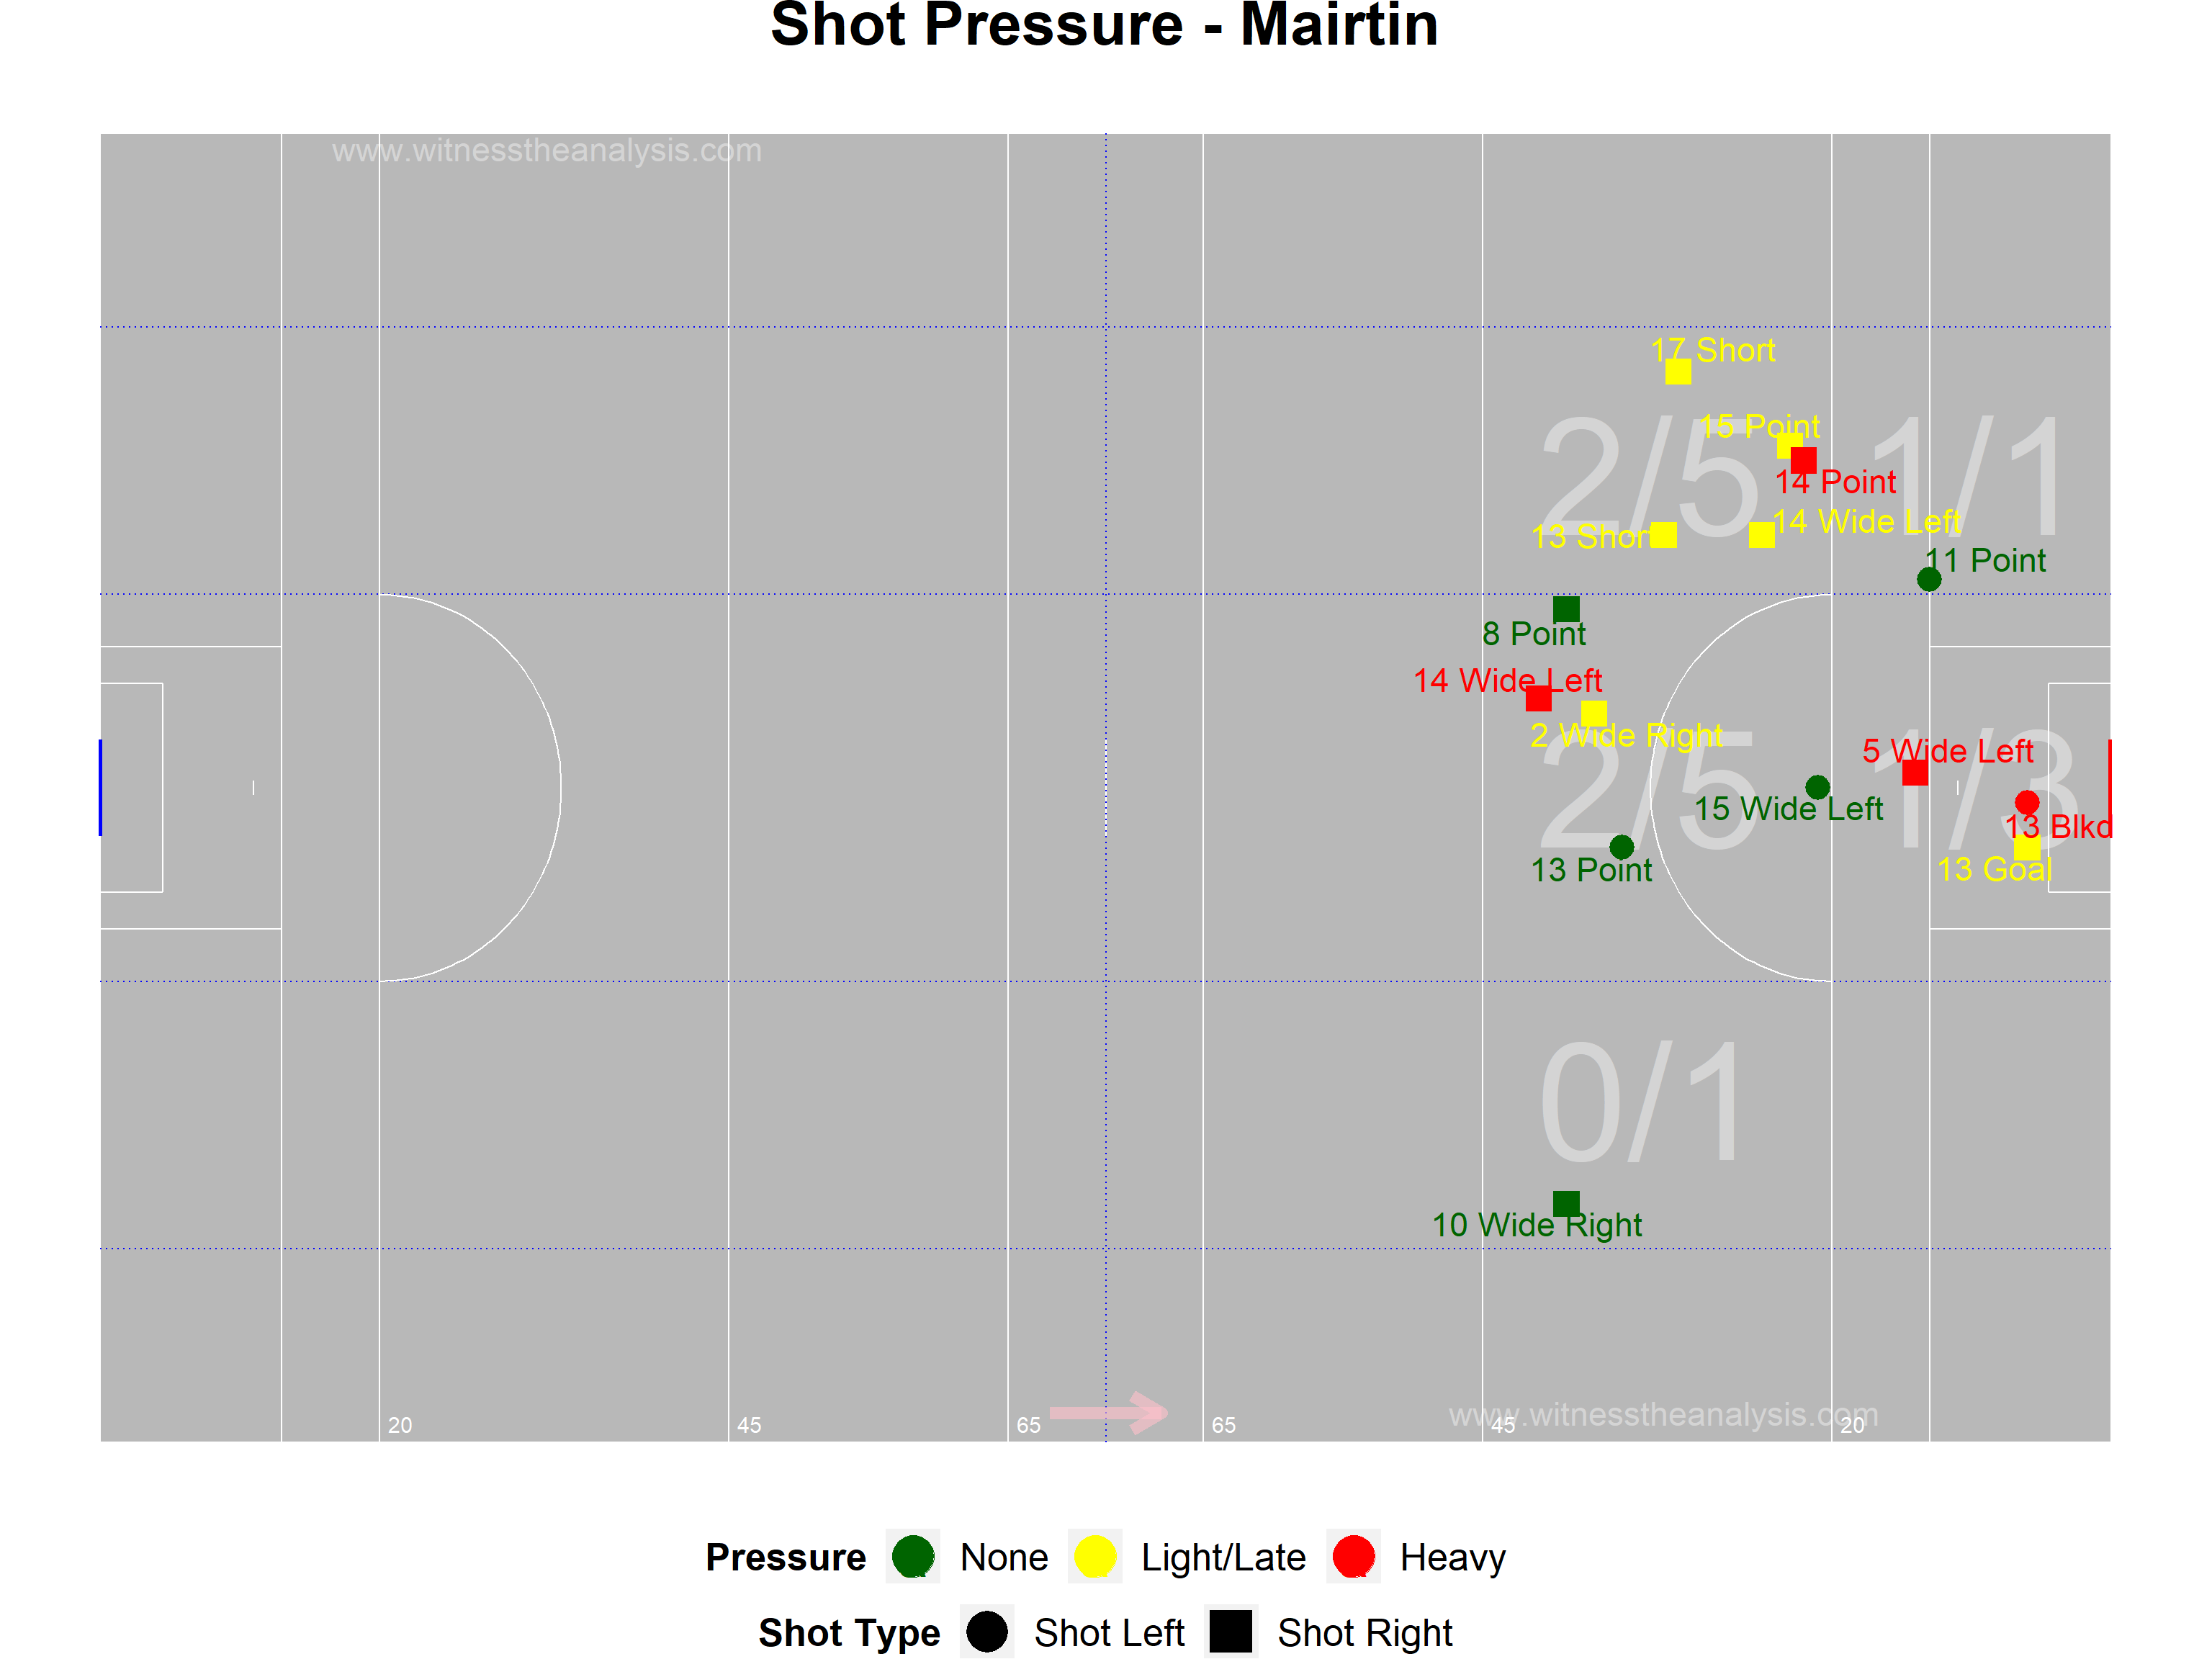 Shot Pressure - Mairtin
www.witnesstheanalysis.com
17 Short
15 Point
2/5
1/1
14 Point
14 Wide Left
13 Short
11 Point
8 Point
14 Wide Left
2 Wide Right
2/5
5 Wide Left
1/3
15 Wide Left
13 Blkd
13 Point
13 Goal
0/1
10 Wide Right
www.witnesstheanalysis.com
20
45
65
65
45
20
Pressure None Light/Late Heavy
Shot Type Shot Left Shot Right